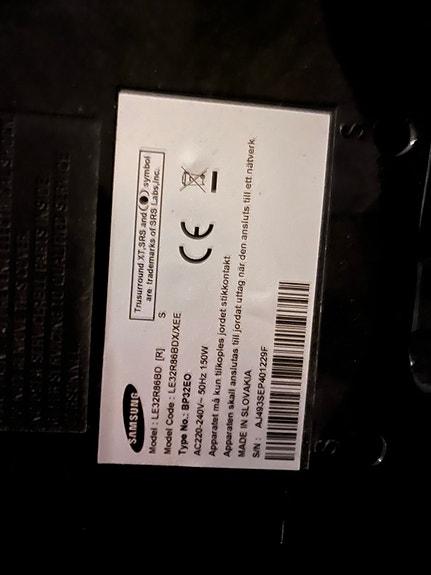 SAMSUNG
Trusurround XT,SRS and (●) symbol
are trademarks of SRS Labs,Inc.
Model : LE32R86BD [R] S
Model Code : LE32R86BDX/XEE
Type No.: BP32EO
AC220-240V~ 50Hz 150W
CE
Apparatet må kun tilkoples jordet stikkontakt
Apparaten skall anslutas till jordat uttag när den ansluts till ett nätverk
MADE IN SLOVAKIA
S/N : AJ493SEP401229F
S
S